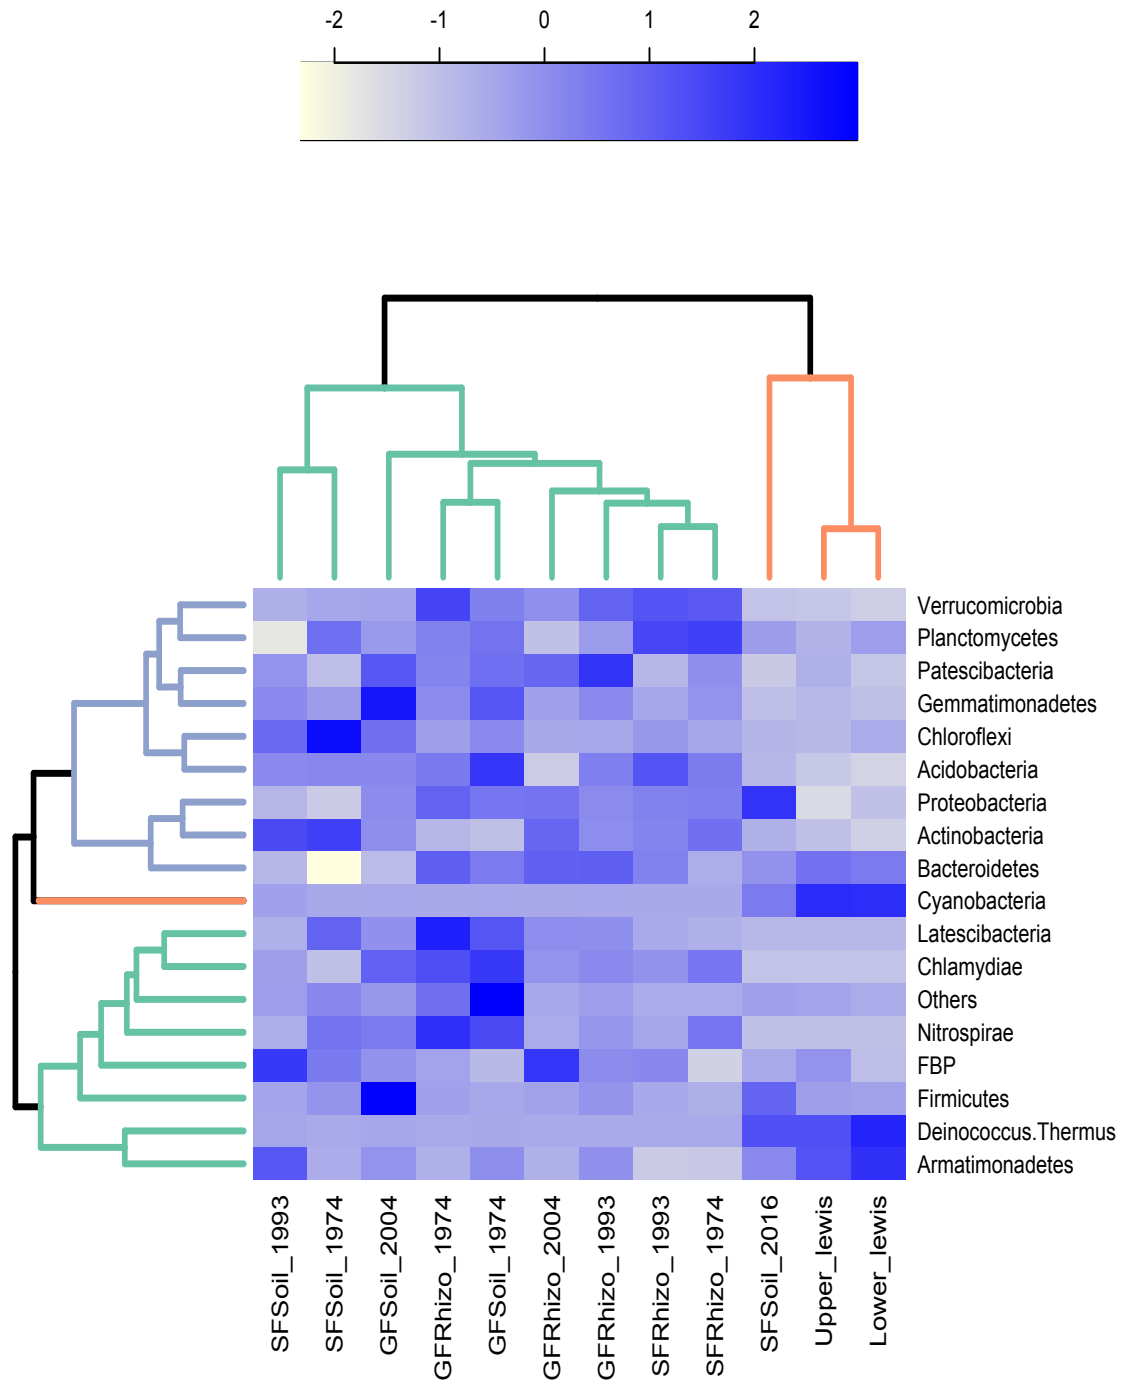 -2 -1 0 1 2
Verrucomicrobia
Planctomycetes
Patescibacteria
Gemmatimonadetes
Chloroflexi
Acidobacteria
Proteobacteria
Actinobacteria
Bacteroidetes
Cyanobacteria
Latescibacteria
Chlamydiae
Others
Nitrospirae
FBP
Firmicutes
Deinococcus.Thermus
Armatimonadetes
SFSoil_1993
SFSoil_1974
GFSoil_2004
GFRhizo_1974
GFSoil_1974
GFRhizo_2004
GFRhizo_1993
SFRhizo_1993
SFRhizo_1974
SFSoil_2016
Upper_lewis
Lower_lewis